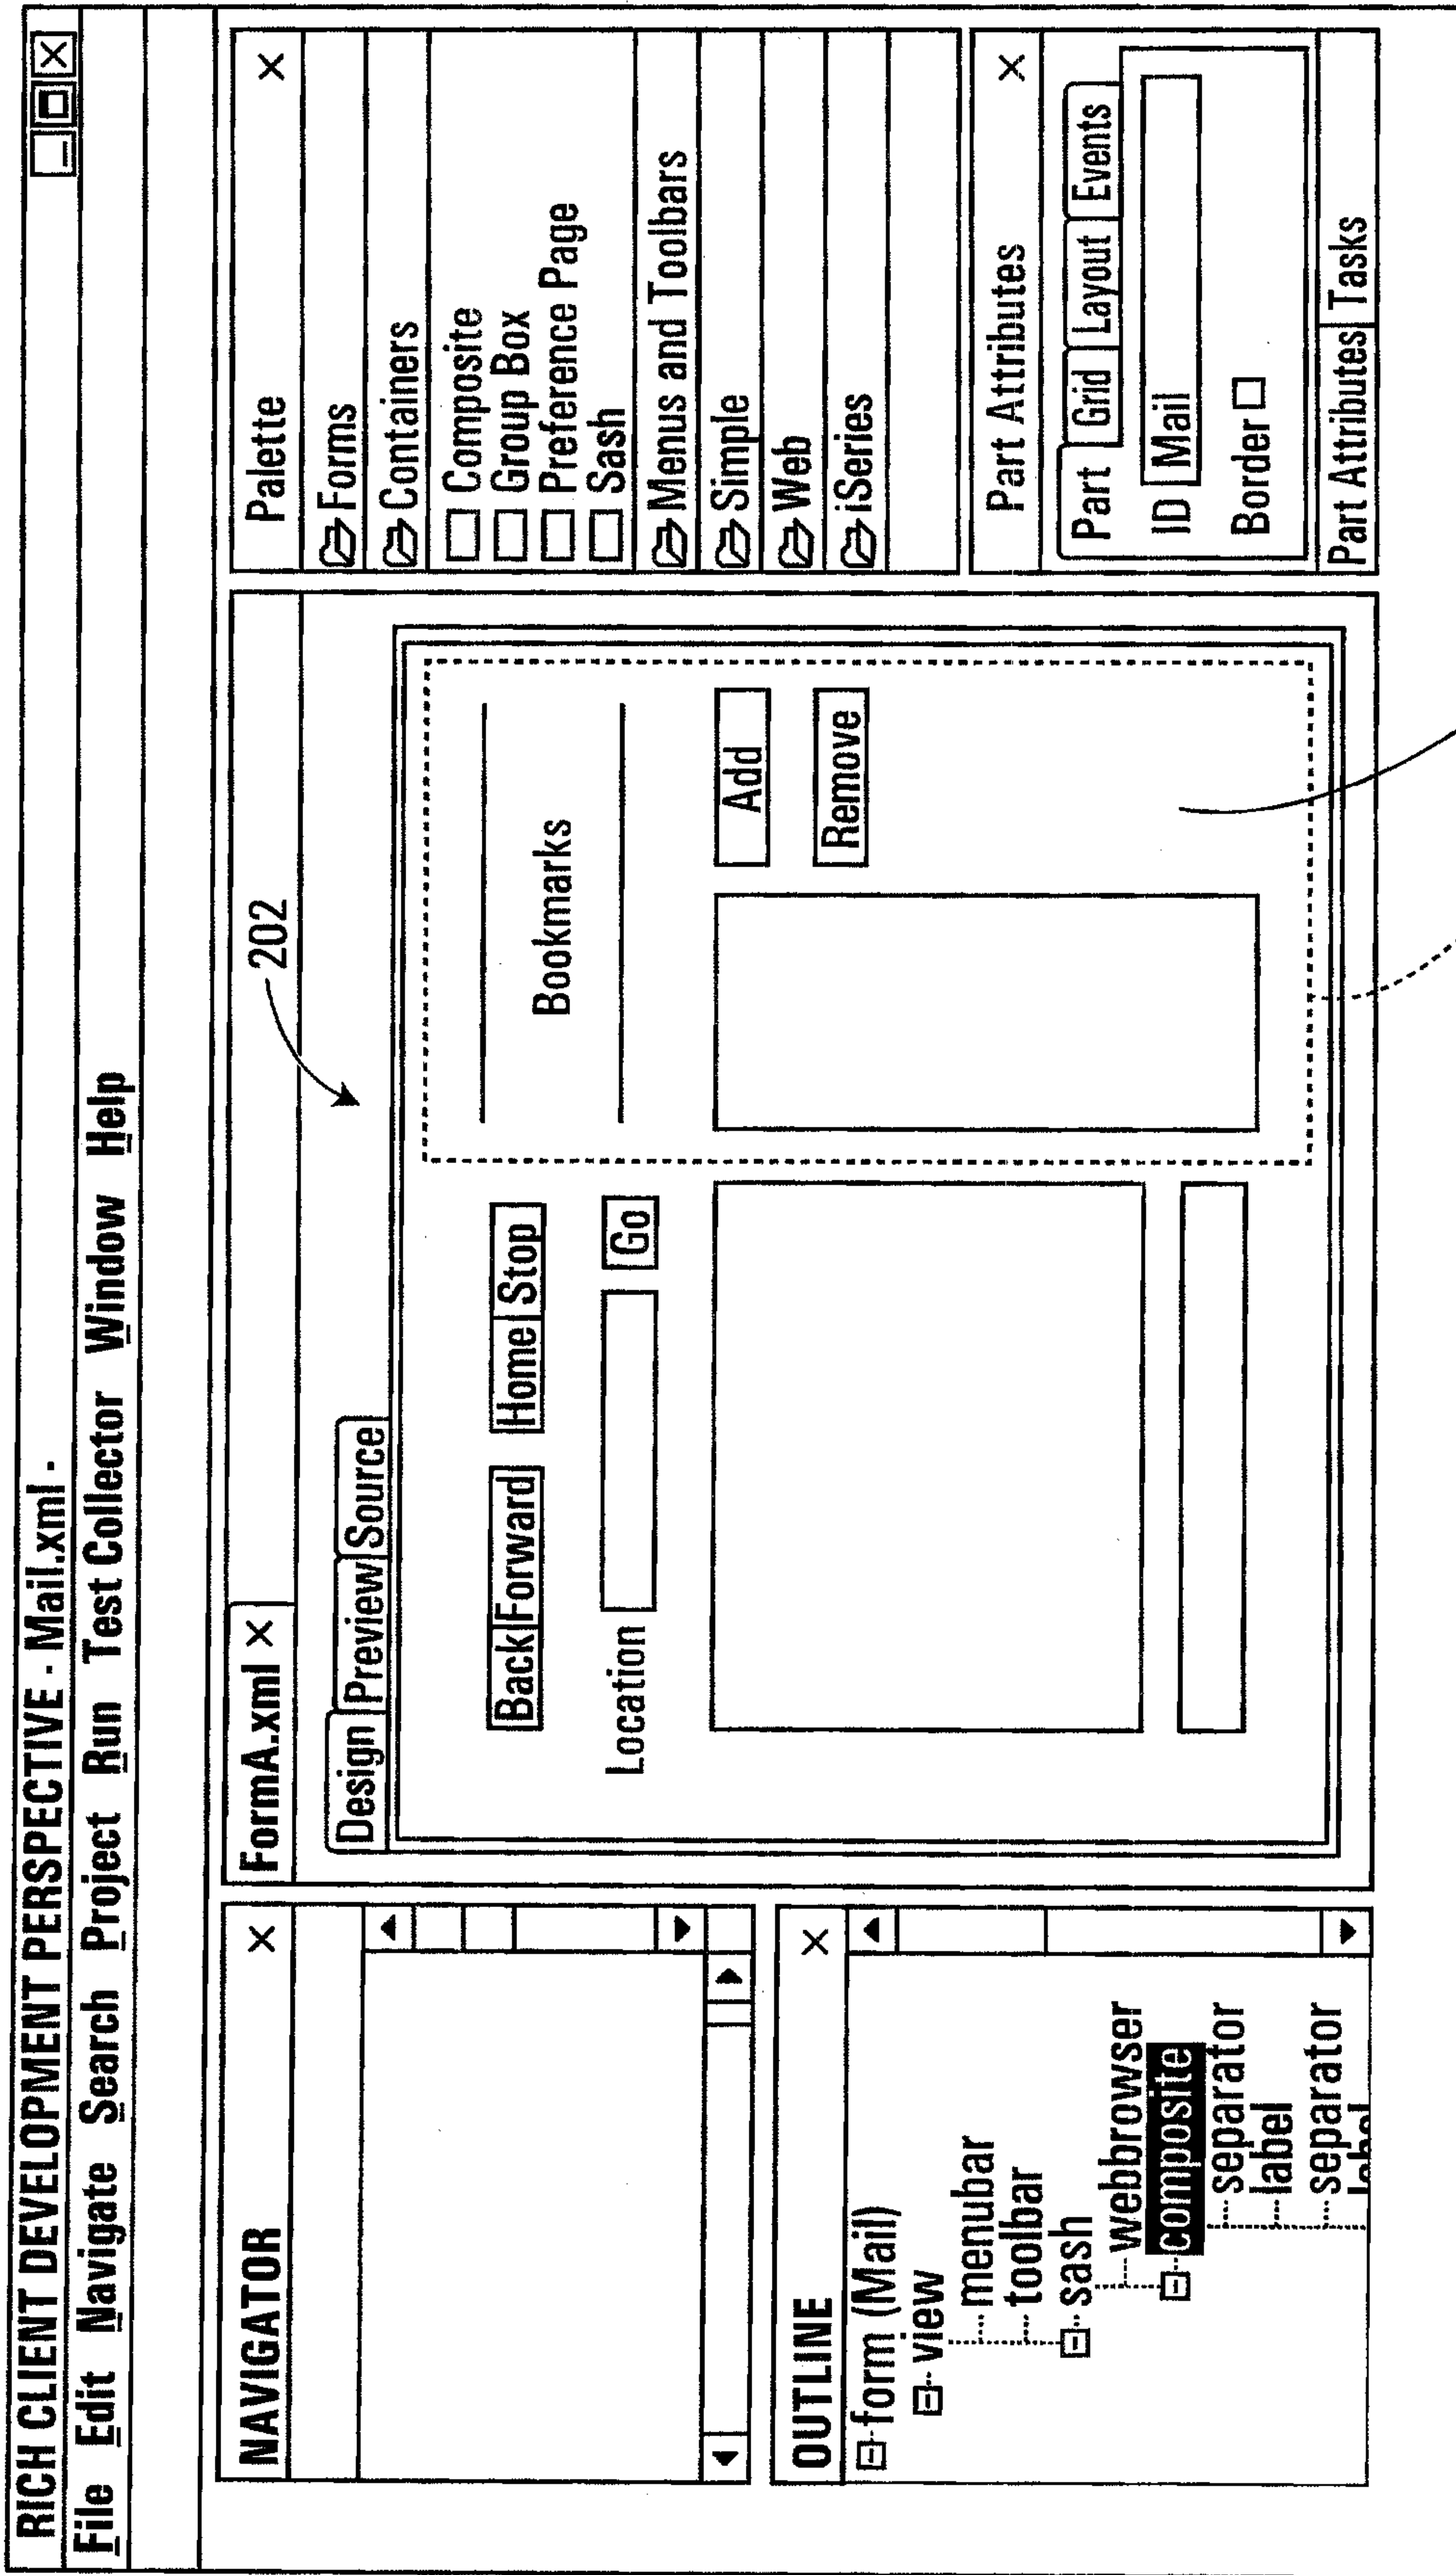 RICH CLIENT DEVELOPMENT PERSPECTIVE - Mail.xml -
File Edit Navigate Search Project Run Test Collector Window Help
NAVIGATOR
OUTLINE
form (Mail)
view
menubar
toolbar
sash
webbrowser
composite
separator
label
separator
FormA.xml
202
Design Preview Source
Back Forward Home Stop
Location Go
Bookmarks
Add
Remove
Palette
Forms
Containers
Composite
Group Box
Preference Page
Sash
Menus and Toolbars
Simple
Web
iSeries
Part Attributes
Part Grid Layout Events
ID Mail
Border
Part Attributes Tasks